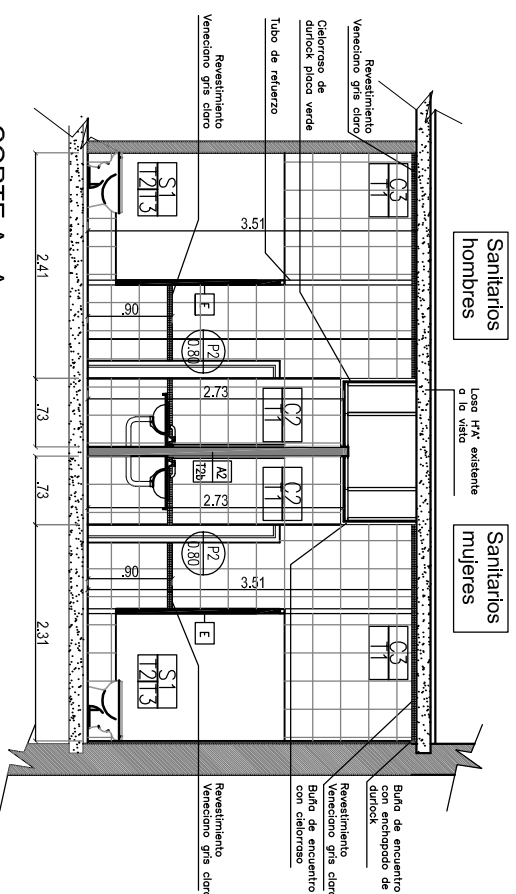 Sanitarios
hombres
Sanitarios
mujeres
Revestimiento
Veneciano gris claro
Cielorraso de
durlock placa verde
Tubo de refuerzo
Revestimiento
Veneciano gris claro
Losa HºAº existente
a la vista
Buña de encuentro
con enchapado de
durlock
Revestimiento
Veneciano gris claro
Buña de encuentro
con cielorraso
Revestimiento
Veneciano gris claro
C3
T1
3.51
S1
T2 T3
E
.90
P2
0.80
2.73
C2
T1
A2
T2b
2.73
C2
T1
P2
0.80
.90
3.51
E
C3
T1
S1
T2 T3
2.41
.73
.73
2.31